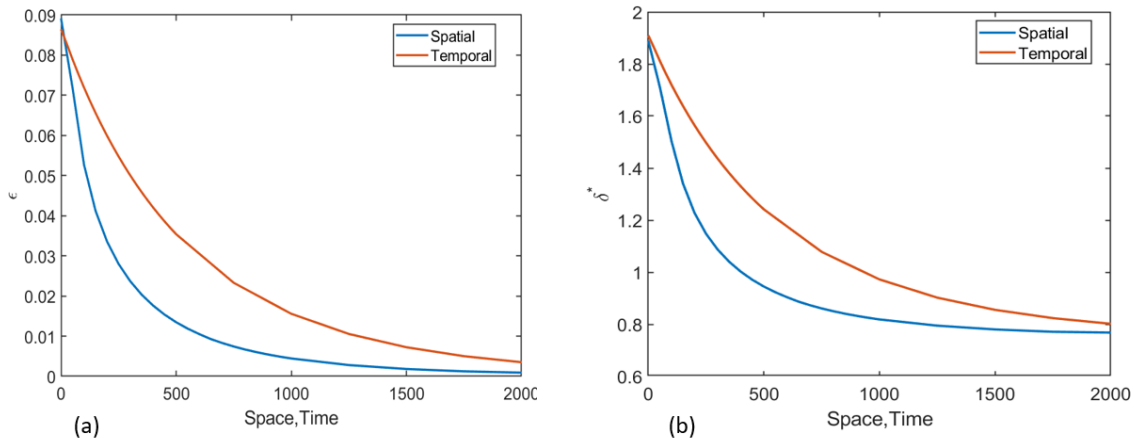 0.09
0.08
0.07
0.06
0.05
0.04
0.03
0.02
0.01
0
ϵ
Spatial
Temporal
0 500 1000 1500 2000
Space,Time
(a)
2
1.8
1.6
1.4
1.2
1
0.8
0.6
δ*
Spatial
Temporal
0 500 1000 1500 2000
Space,Time
(b)